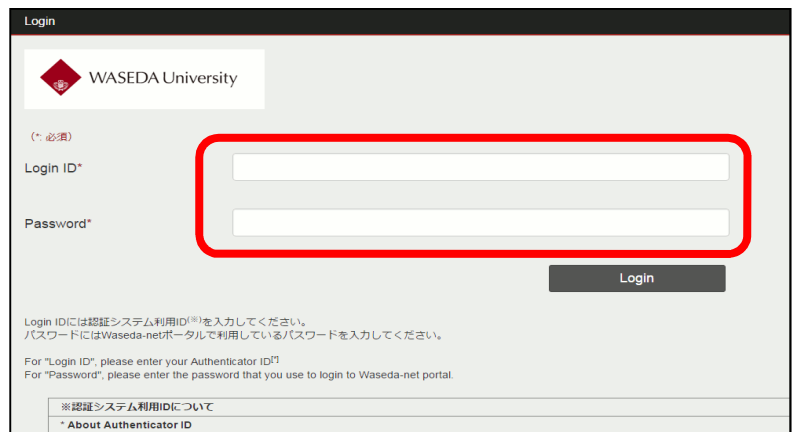 Login
WASEDA University
(*: 必須)
Login ID*
Password*
Login
Login IDには認証システム利用ID(※)を入力してください。
パスワードにはWaseda-netポータルで利用しているパスワードを入力してください。
For "Login ID", please enter your Authenticator ID[*]
For "Password", please enter the password that you use to login to Waseda-net portal.
※認証システム利用IDについて
* About Authenticator ID